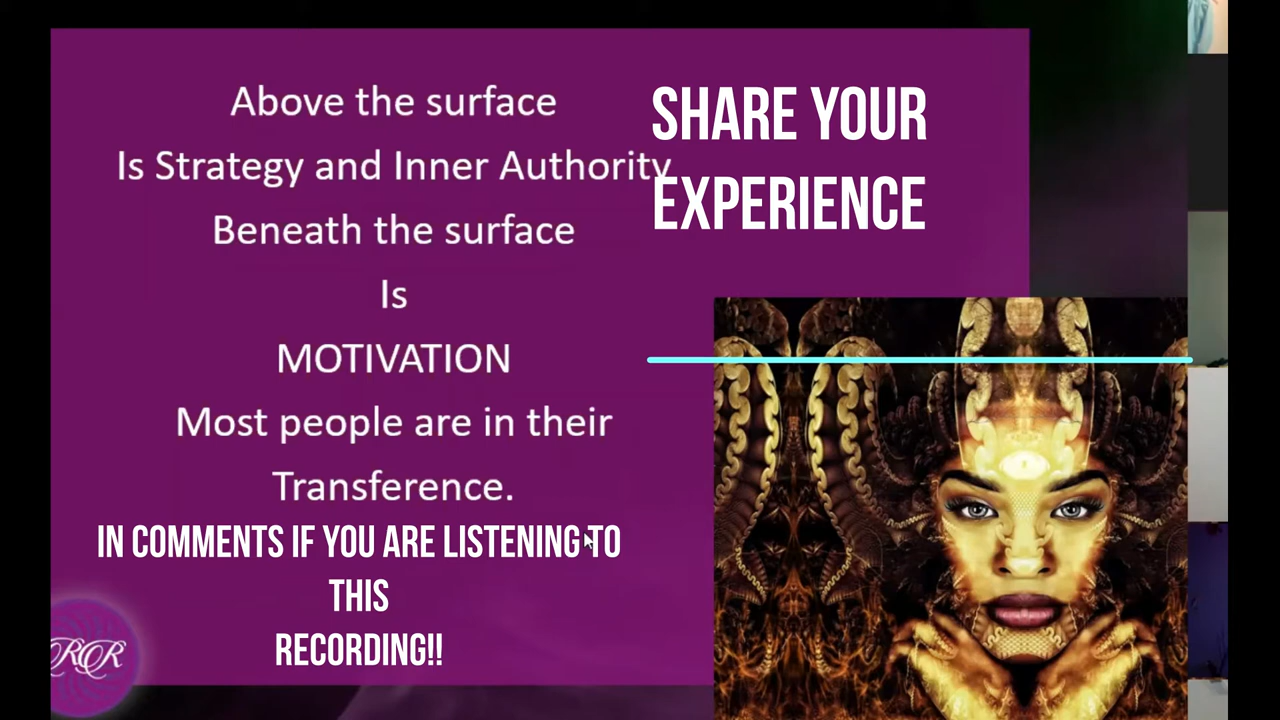 Above the surface
Is Strategy and Inner Authority
Beneath the surface
Is
MOTIVATION
Most people are in their
Transference.
SHARE YOUR
EXPERIENCE
IN COMMENTS IF YOU ARE LISTENING TO
THIS
RECORDING!!
RR